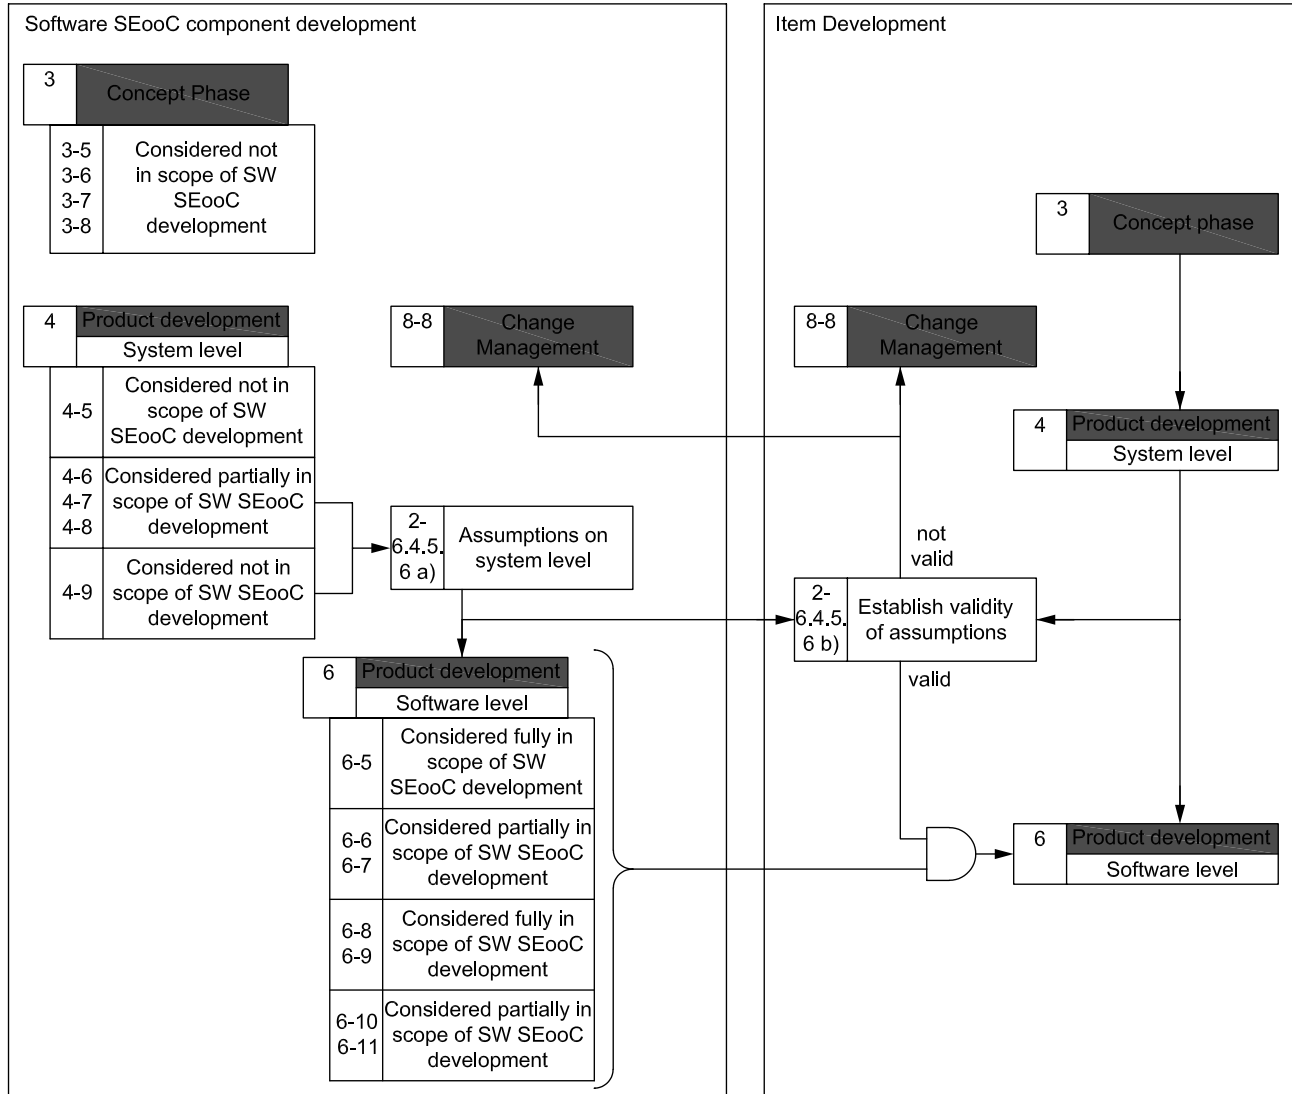 Software SEooC component development
3
Concept Phase
3-5
3-6
3-7
3-8
Considered not
in scope of SW
SEooC
development
4
Product development
System level
4-5
Considered not in
scope of SW
SEooC development
4-6
4-7
4-8
Considered partially in
scope of SW SEooC
development
4-9
Considered not in
scope of SW SEooC
development
8-8
Change
Management
2-
6.4.5.
6 a)
Assumptions on
system level
6
Product development
Software level
6-5
Considered fully in
scope of SW
SEooC development
6-6
6-7
Considered partially in
scope of SW SEooC
development
6-8
6-9
Considered fully in
scope of SW SEooC
development
6-10
6-11
Considered partially in
scope of SW SEooC
development
Item Development
3
Concept phase
8-8
Change
Management
4
Product development
System level
not
valid
2-
6.4.5.
6 b)
Establish validity
of assumptions
valid
6
Product development
Software level